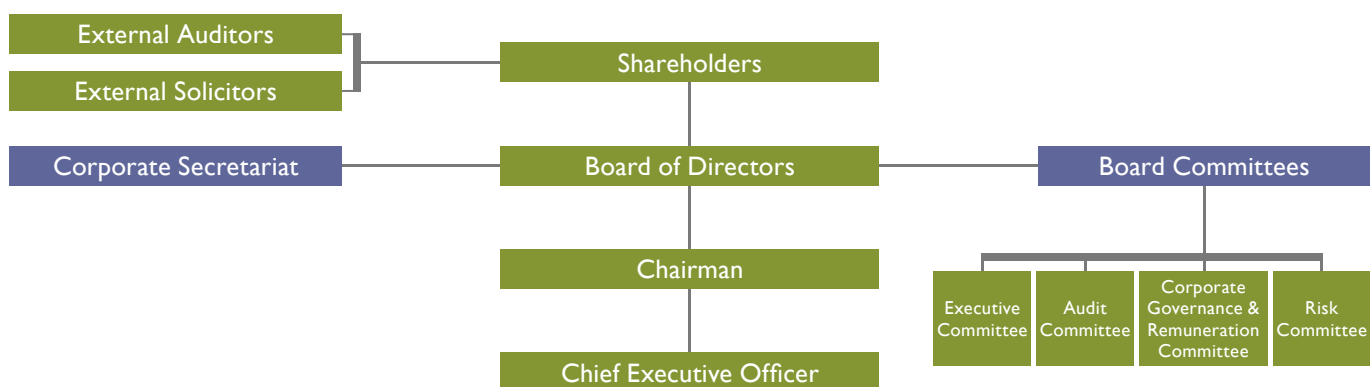 External Auditors
Shareholders
External Solicitors
Corporate Secretariat
Board of Directors
Board Committees
Chairman
Executive
Committee
Audit
Committee
Corporate
Governance &
Remuneration
Committee
Risk
Committee
Chief Executive Officer